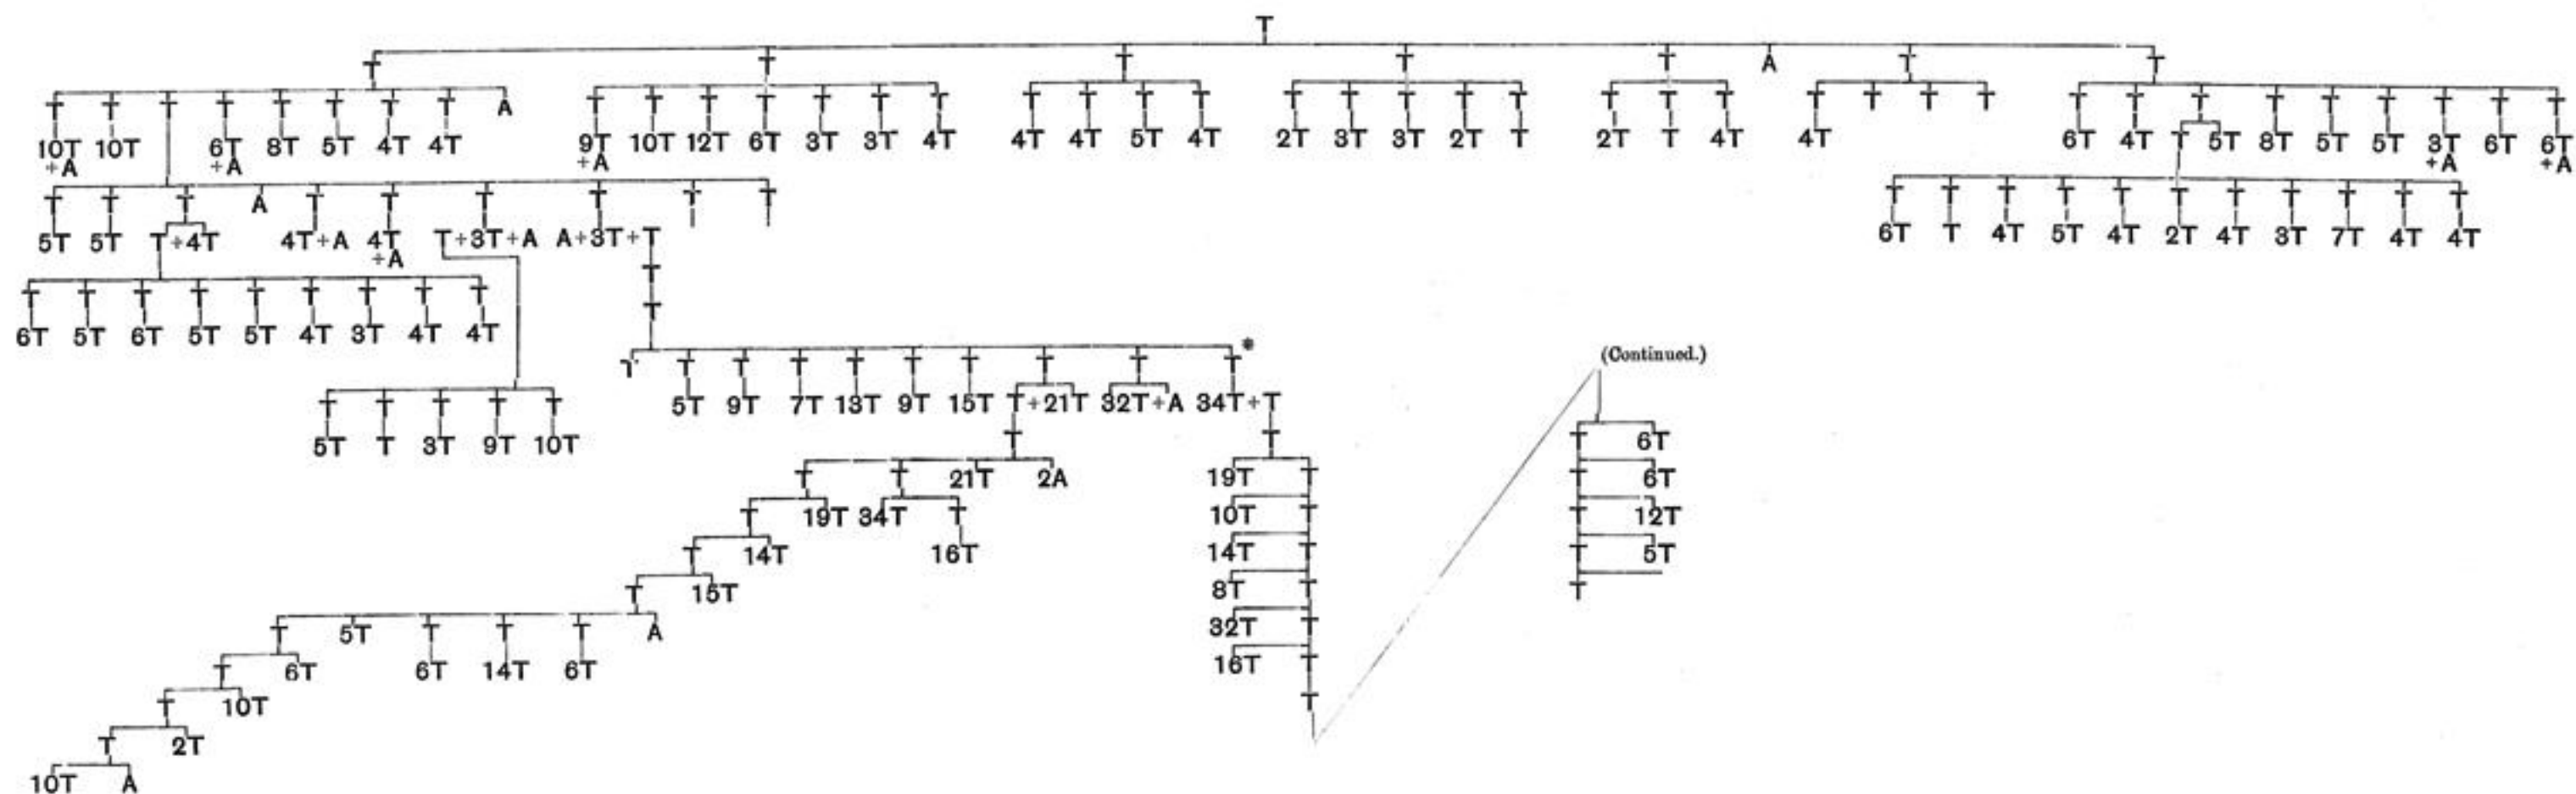 T
T T T T T A T T
T T T T T T T T A T T T T T T T T T T T T T T T T T T T T T T T T T T T T T T T T
10T 10T 6T 8T 5T 4T 4T 9T 10T 12T 6T 3T 3T 4T 4T 4T 5T 4T 2T 3T 3T 2T T 2T T 4T 4T 6T 4T T 5T 8T 5T 5T 3T 6T 6T
+A +A +A +A +A
T T T A T T T T T T T T T T T T T T T T T
5T 5T T+4T 4T+A 4T T+3T+A A+3T+T 6T T 4T 5T 4T 2T 4T 3T 7T 4T 4T
+A
T
T T T T T T T T T T
6T 5T 6T 5T 5T 4T 3T 4T 4T
*
(Continued.)
T T T T T T T T T T
5T 9T 7T 13T 9T 15T T+21T 32T+A 34T+T
T T T T T
5T T 3T 9T 10T
T T T 6T
T T 21T 2A 19T T T 6T
T 19T 34T T 10T T T 12T
T 14T 16T 14T T T 5T
T 15T 8T T T
T 5T T T T A 32T T
T 6T 6T 14T 6T 16T T
T 10T T
T 2T
10T A